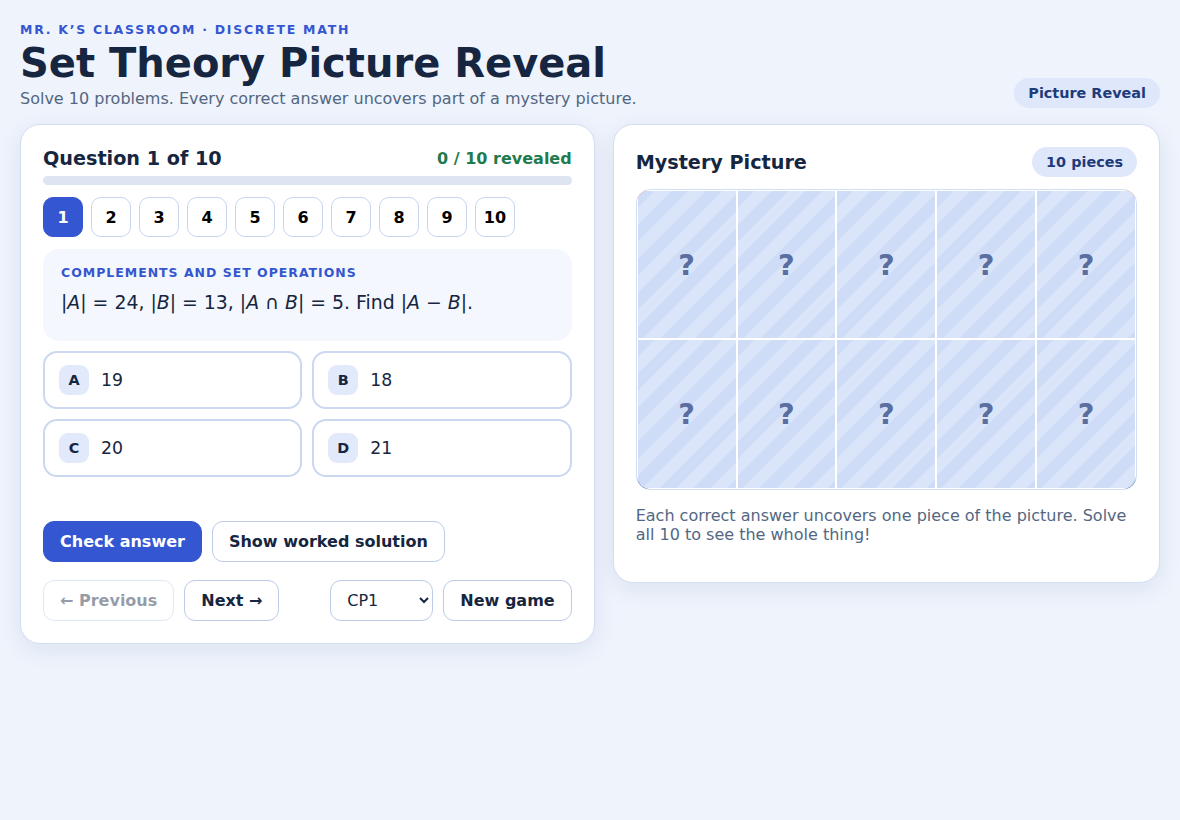 MR. K’S CLASSROOM · DISCRETE MATH
Set Theory Picture Reveal
Solve 10 problems. Every correct answer uncovers part of a mystery picture.
Picture Reveal
Question 1 of 10
0 / 10 revealed
1 2 3 4 5 6 7 8 9 10
COMPLEMENTS AND SET OPERATIONS
|A| = 24, |B| = 13, |A ∩ B| = 5. Find |A − B|.
A 19
B 18
C 20
D 21
Check answer
Show worked solution
← Previous
Next →
CP1
New game
Mystery Picture
10 pieces
? ? ? ? ?
? ? ? ? ?
Each correct answer uncovers one piece of the picture. Solve
all 10 to see the whole thing!